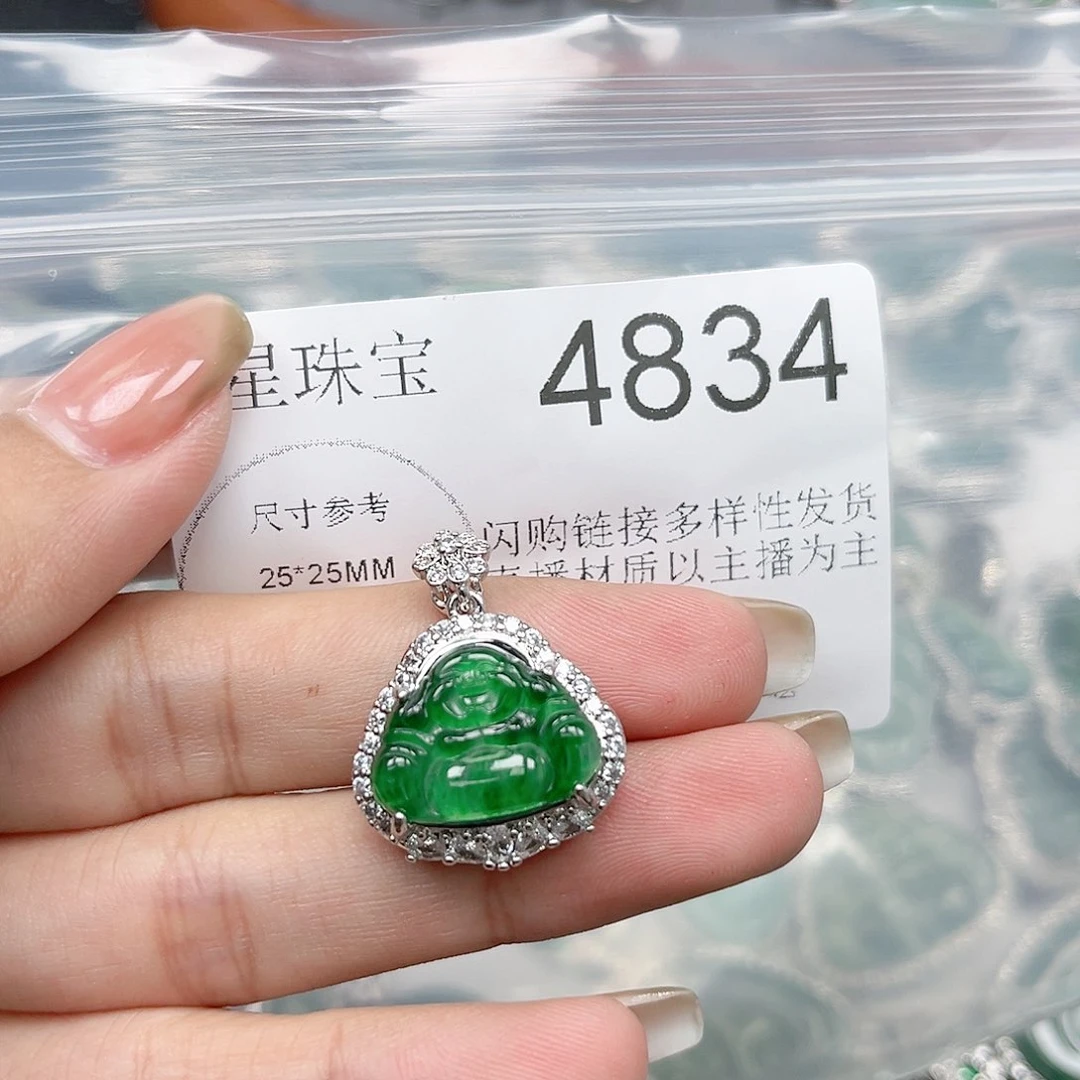 星珠宝
4834
尺寸参考
25*25MM
闪购链接多样性发货
直播材质以主播为主